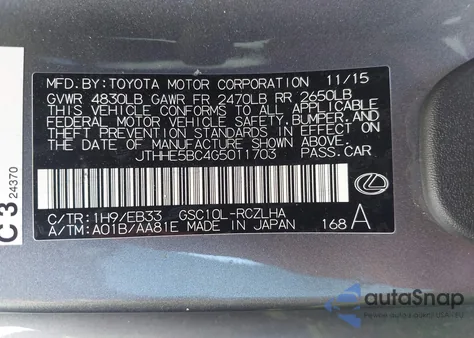 MFD. BY: TOYOTA MOTOR CORPORATION 11/15
GVWR 4830LB GAWR FR 2470LB RR 2650LB
THIS VEHICLE CONFORMS TO ALL APPLICABLE
FEDERAL MOTOR VEHICLE SAFETY, BUMPER, AND
THEFT PREVENTION STANDARDS IN EFFECT ON
THE DATE OF MANUFACTURE SHOWN ABOVE.
JTHHE5BC4G5011703 PASS.CAR
C/TR: 1H9/EB33 GSC10L-RCZLHA
A/TM: A01B/AA81E MADE IN JAPAN 168 A
C3 24370
autoSnap